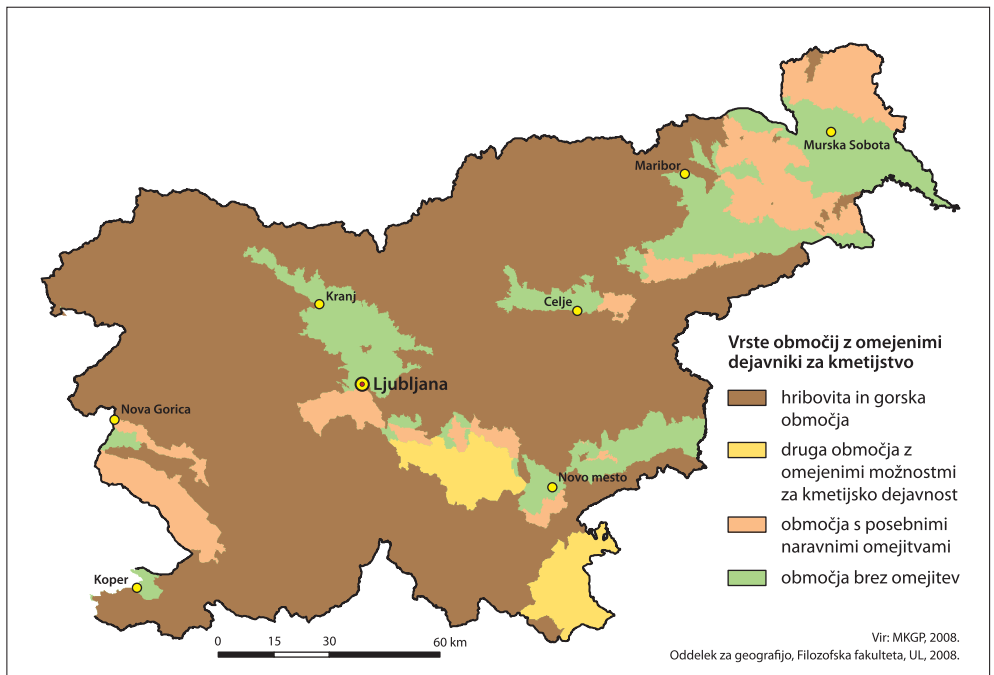 Murska Sobota
Maribor
Kranj
Celje
Ljubljana
Nova Gorica
Novo mesto
Koper
Vrste območij z omejenimi
dejavniki za kmetijstvo
hribovita in gorska
območja
druga območja z
omejenimi možnostmi
za kmetijsko dejavnost
območja s posebnimi
naravnimi omejitvami
območja brez omejitev
0 15 30 60 km
Vir: MKGP, 2008.
Oddelek za geografijo, Filozofska fakulteta, UL, 2008.